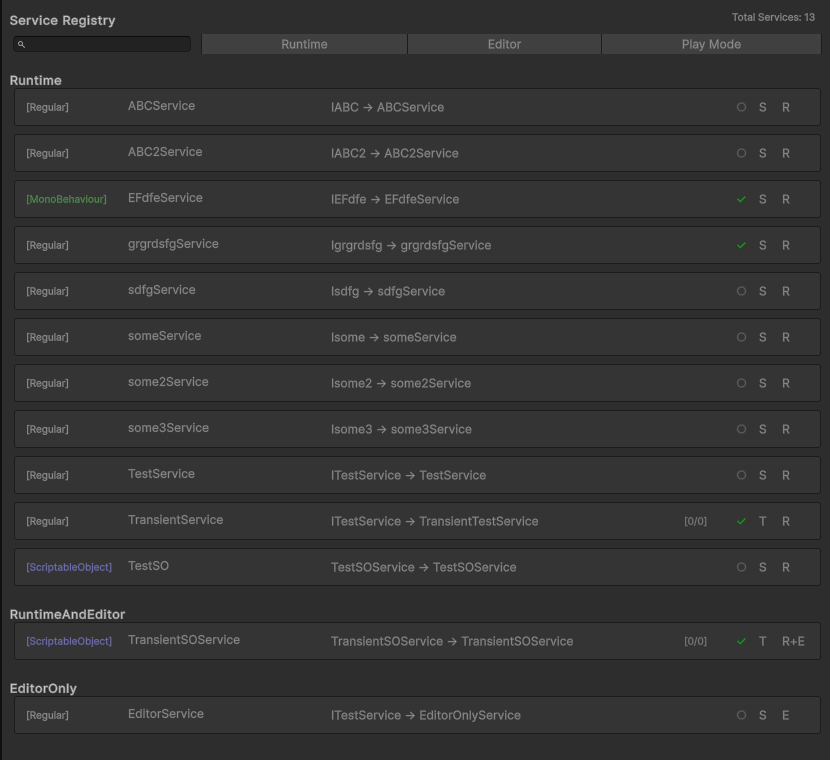 Service Registry
Total Services: 13
Runtime Editor Play Mode
Runtime
[Regular] ABCService IABC → ABCService S R
[Regular] ABC2Service IABC2 → ABC2Service S R
[MonoBehaviour] EFdfeService IEFdfe → EFdfeService ✓ S R
[Regular] grgrdsfgService Igrgrdsfg → grgrdsfgService ✓ S R
[Regular] sdfgService Isdfg → sdfgService S R
[Regular] someService Isome → someService S R
[Regular] some2Service Isome2 → some2Service S R
[Regular] some3Service Isome3 → some3Service S R
[Regular] TestService ITestService → TestService S R
[Regular] TransientService ITestService → TransientTestService [0/0] ✓ T R
[ScriptableObject] TestSO TestSOService → TestSOService S R
RuntimeAndEditor
[ScriptableObject] TransientSOService TransientSOService → TransientSOService [0/0] ✓ T R+E
EditorOnly
[Regular] EditorService ITestService → EditorOnlyService S E